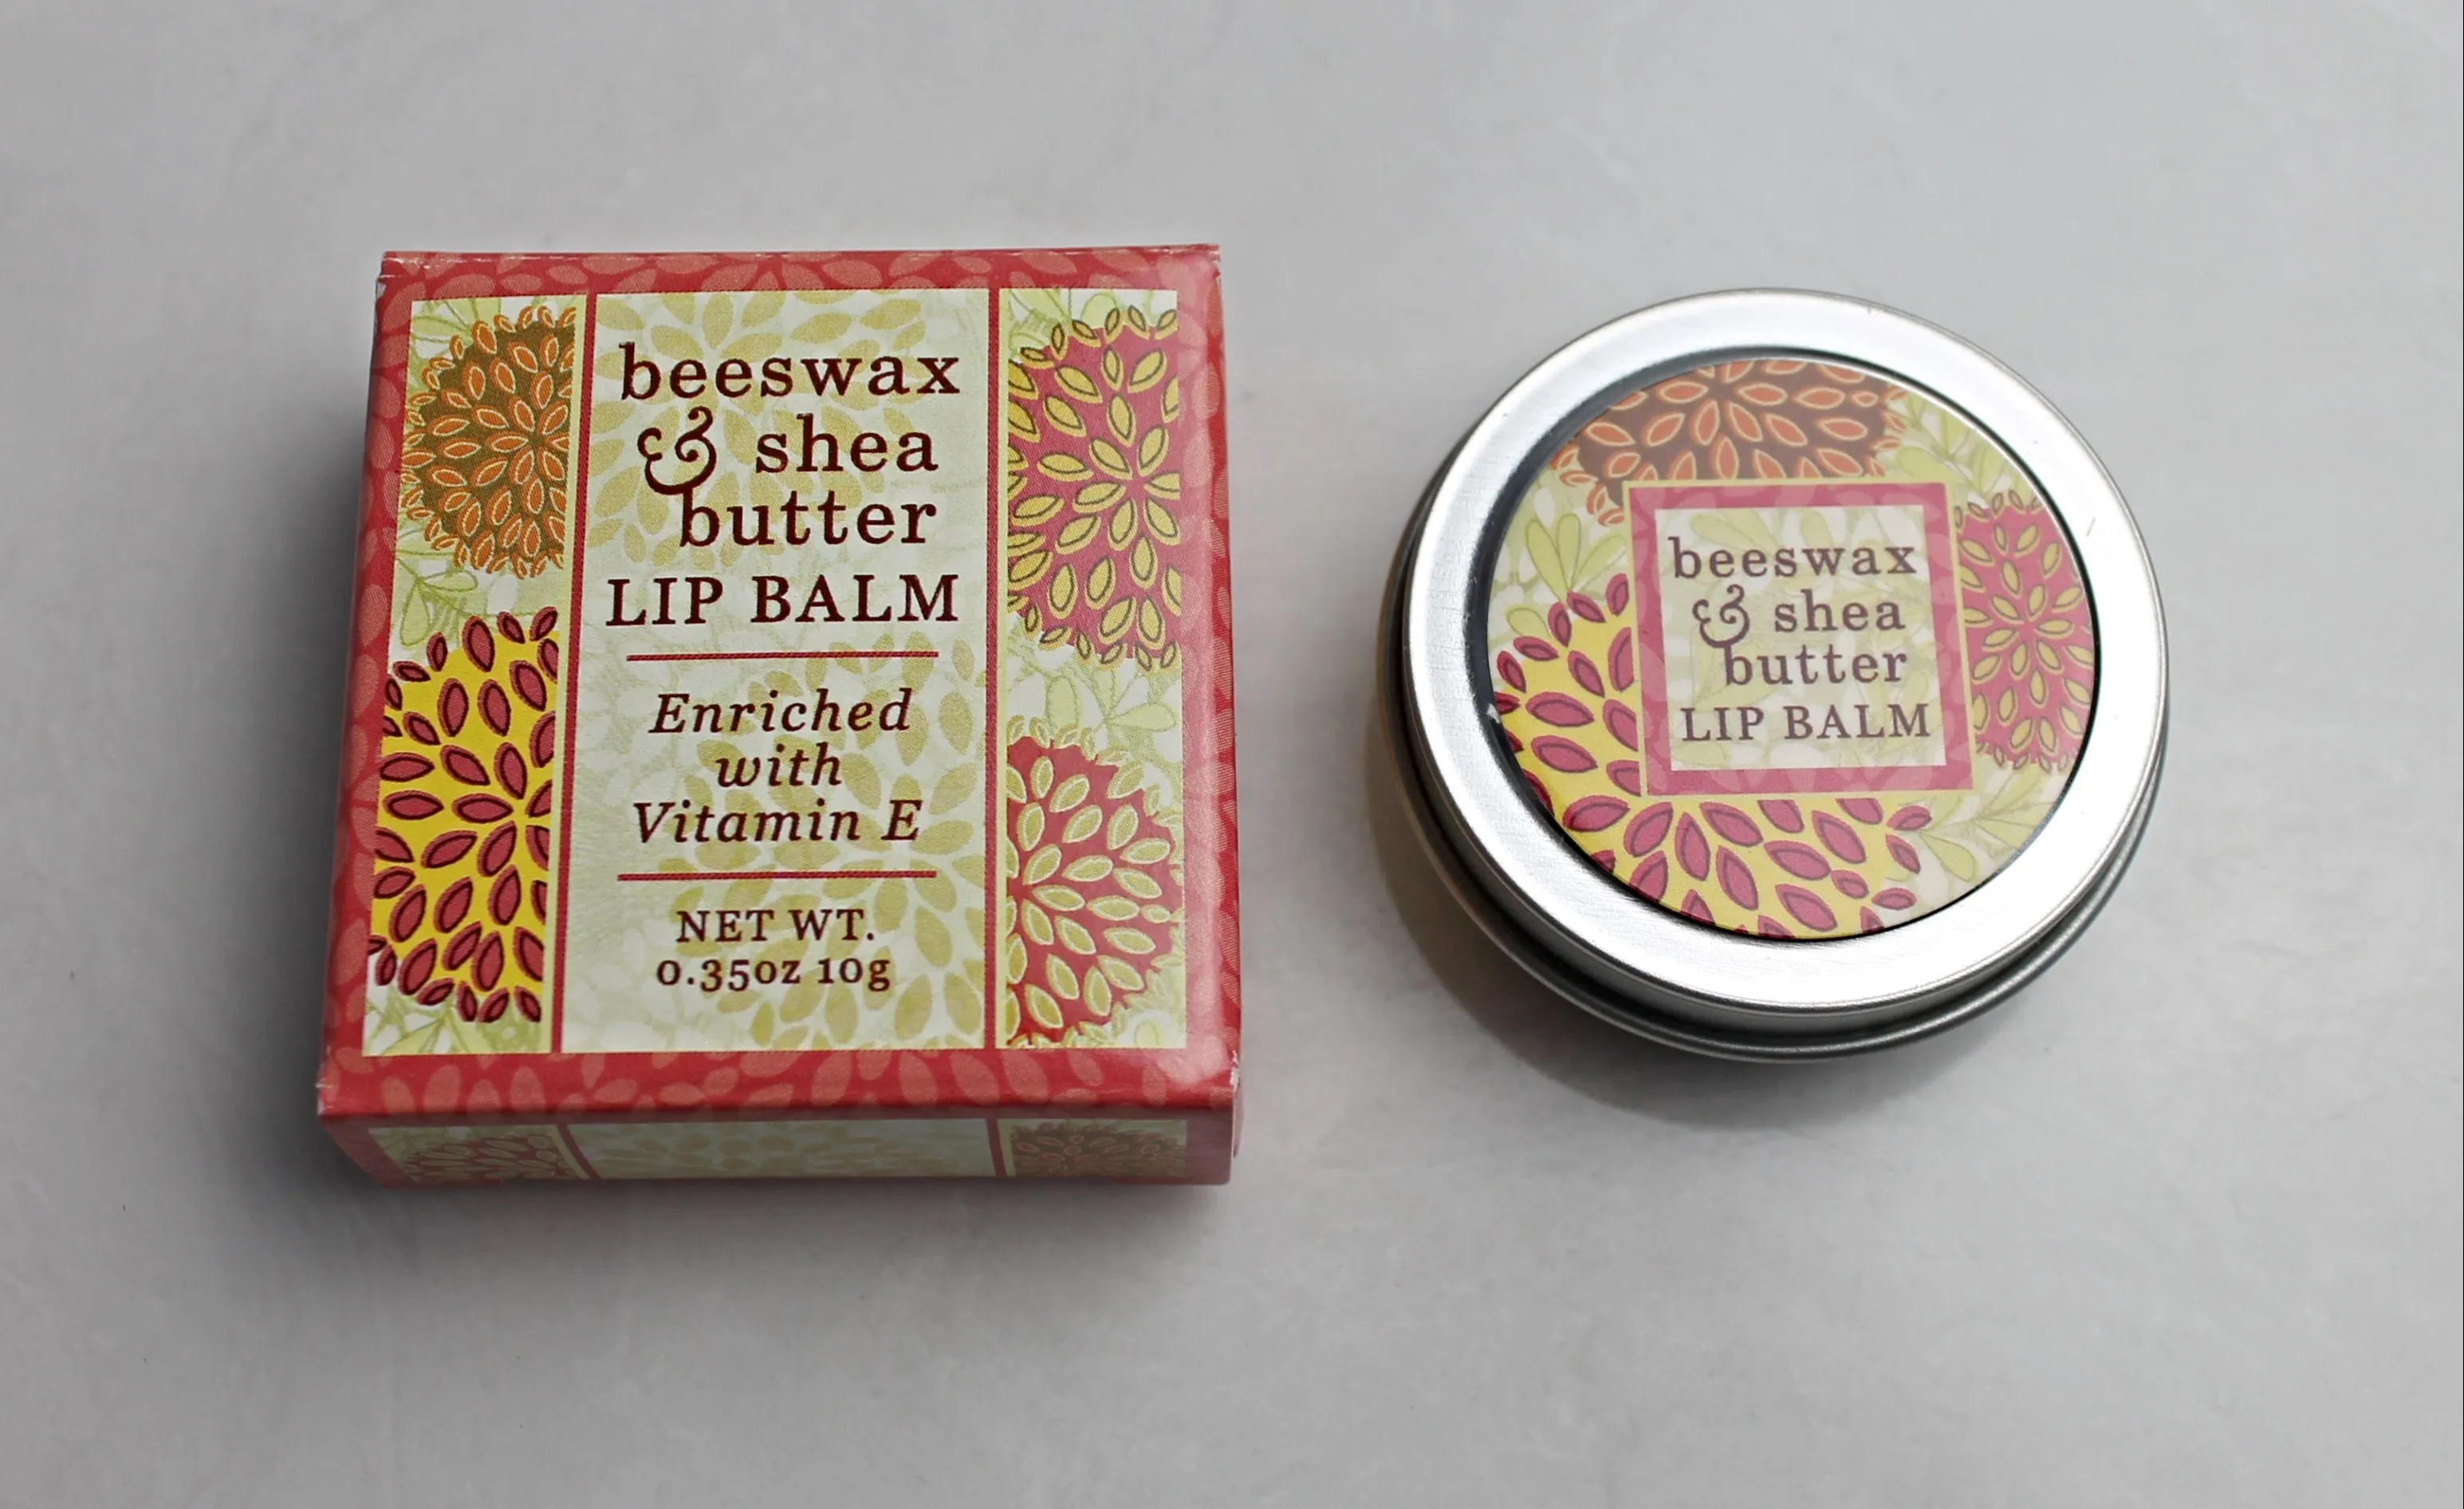 beeswax
& shea
butter
LIP BALM
Enriched
with
Vitamin E
NET WT.
0.35oz 10g
beeswax
& shea
butter
LIP BALM